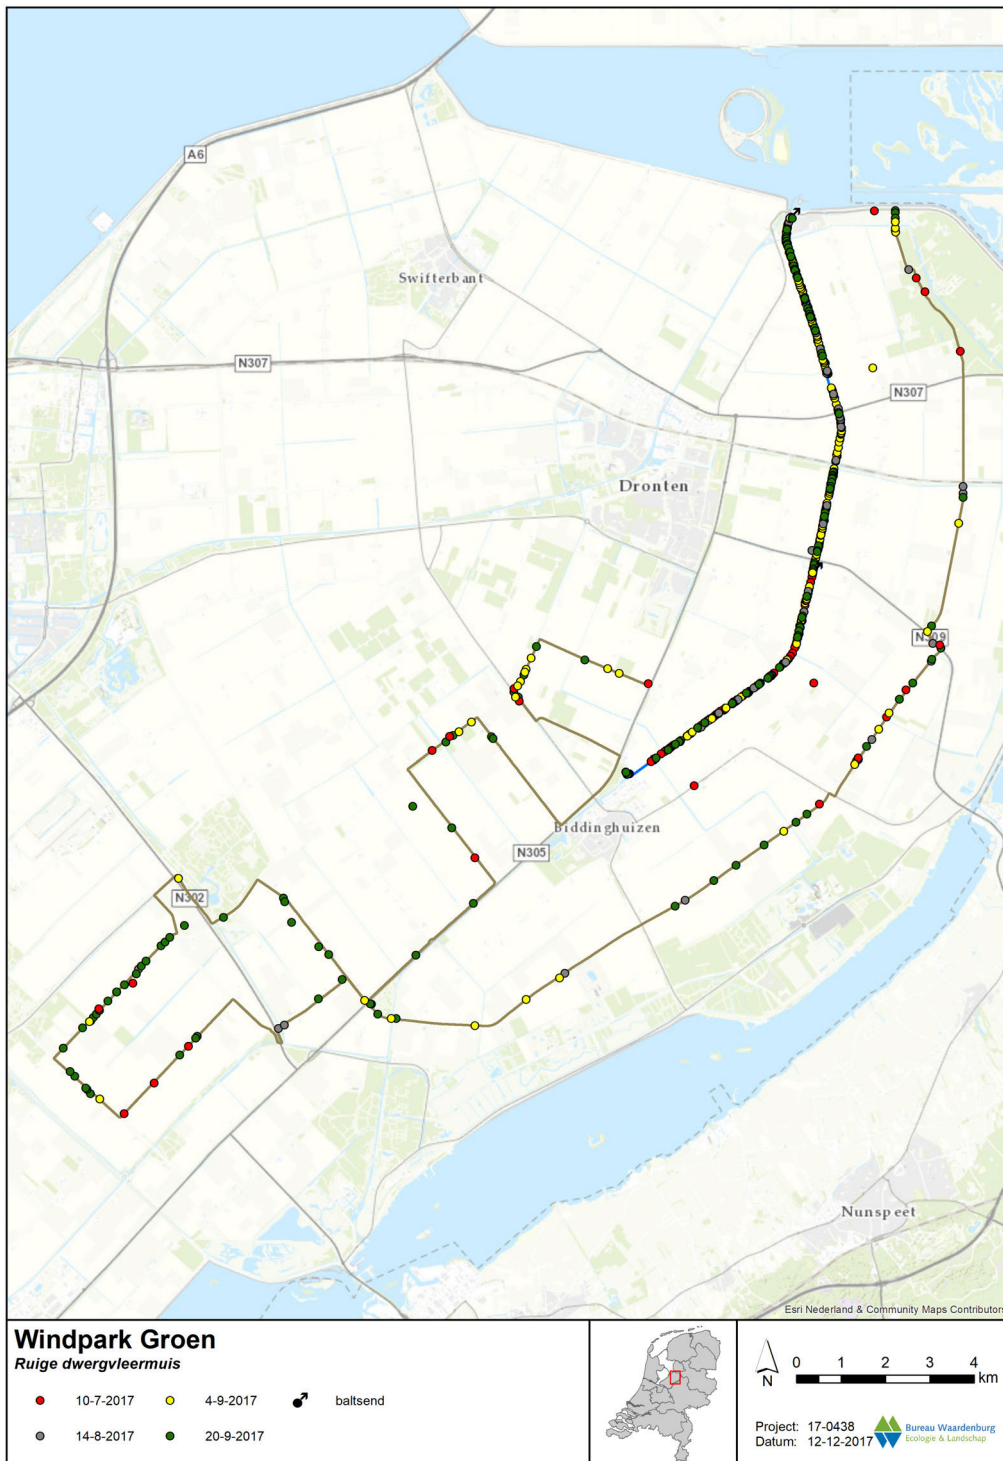 A6
Swifterbant
N307
N307
Dronten
N309
Biddinghuizen
N305
N302
Nunspeet
Esri Nederland & Community Maps Contributors
Windpark Groen
Ruige dwergvleermuis
10-7-2017
4-9-2017
baltsend
14-8-2017
20-9-2017
N
0 1 2 3 4
km
Project: 17-0438
Datum: 12-12-2017
Bureau Waardenburg
Ecologie & Landschap